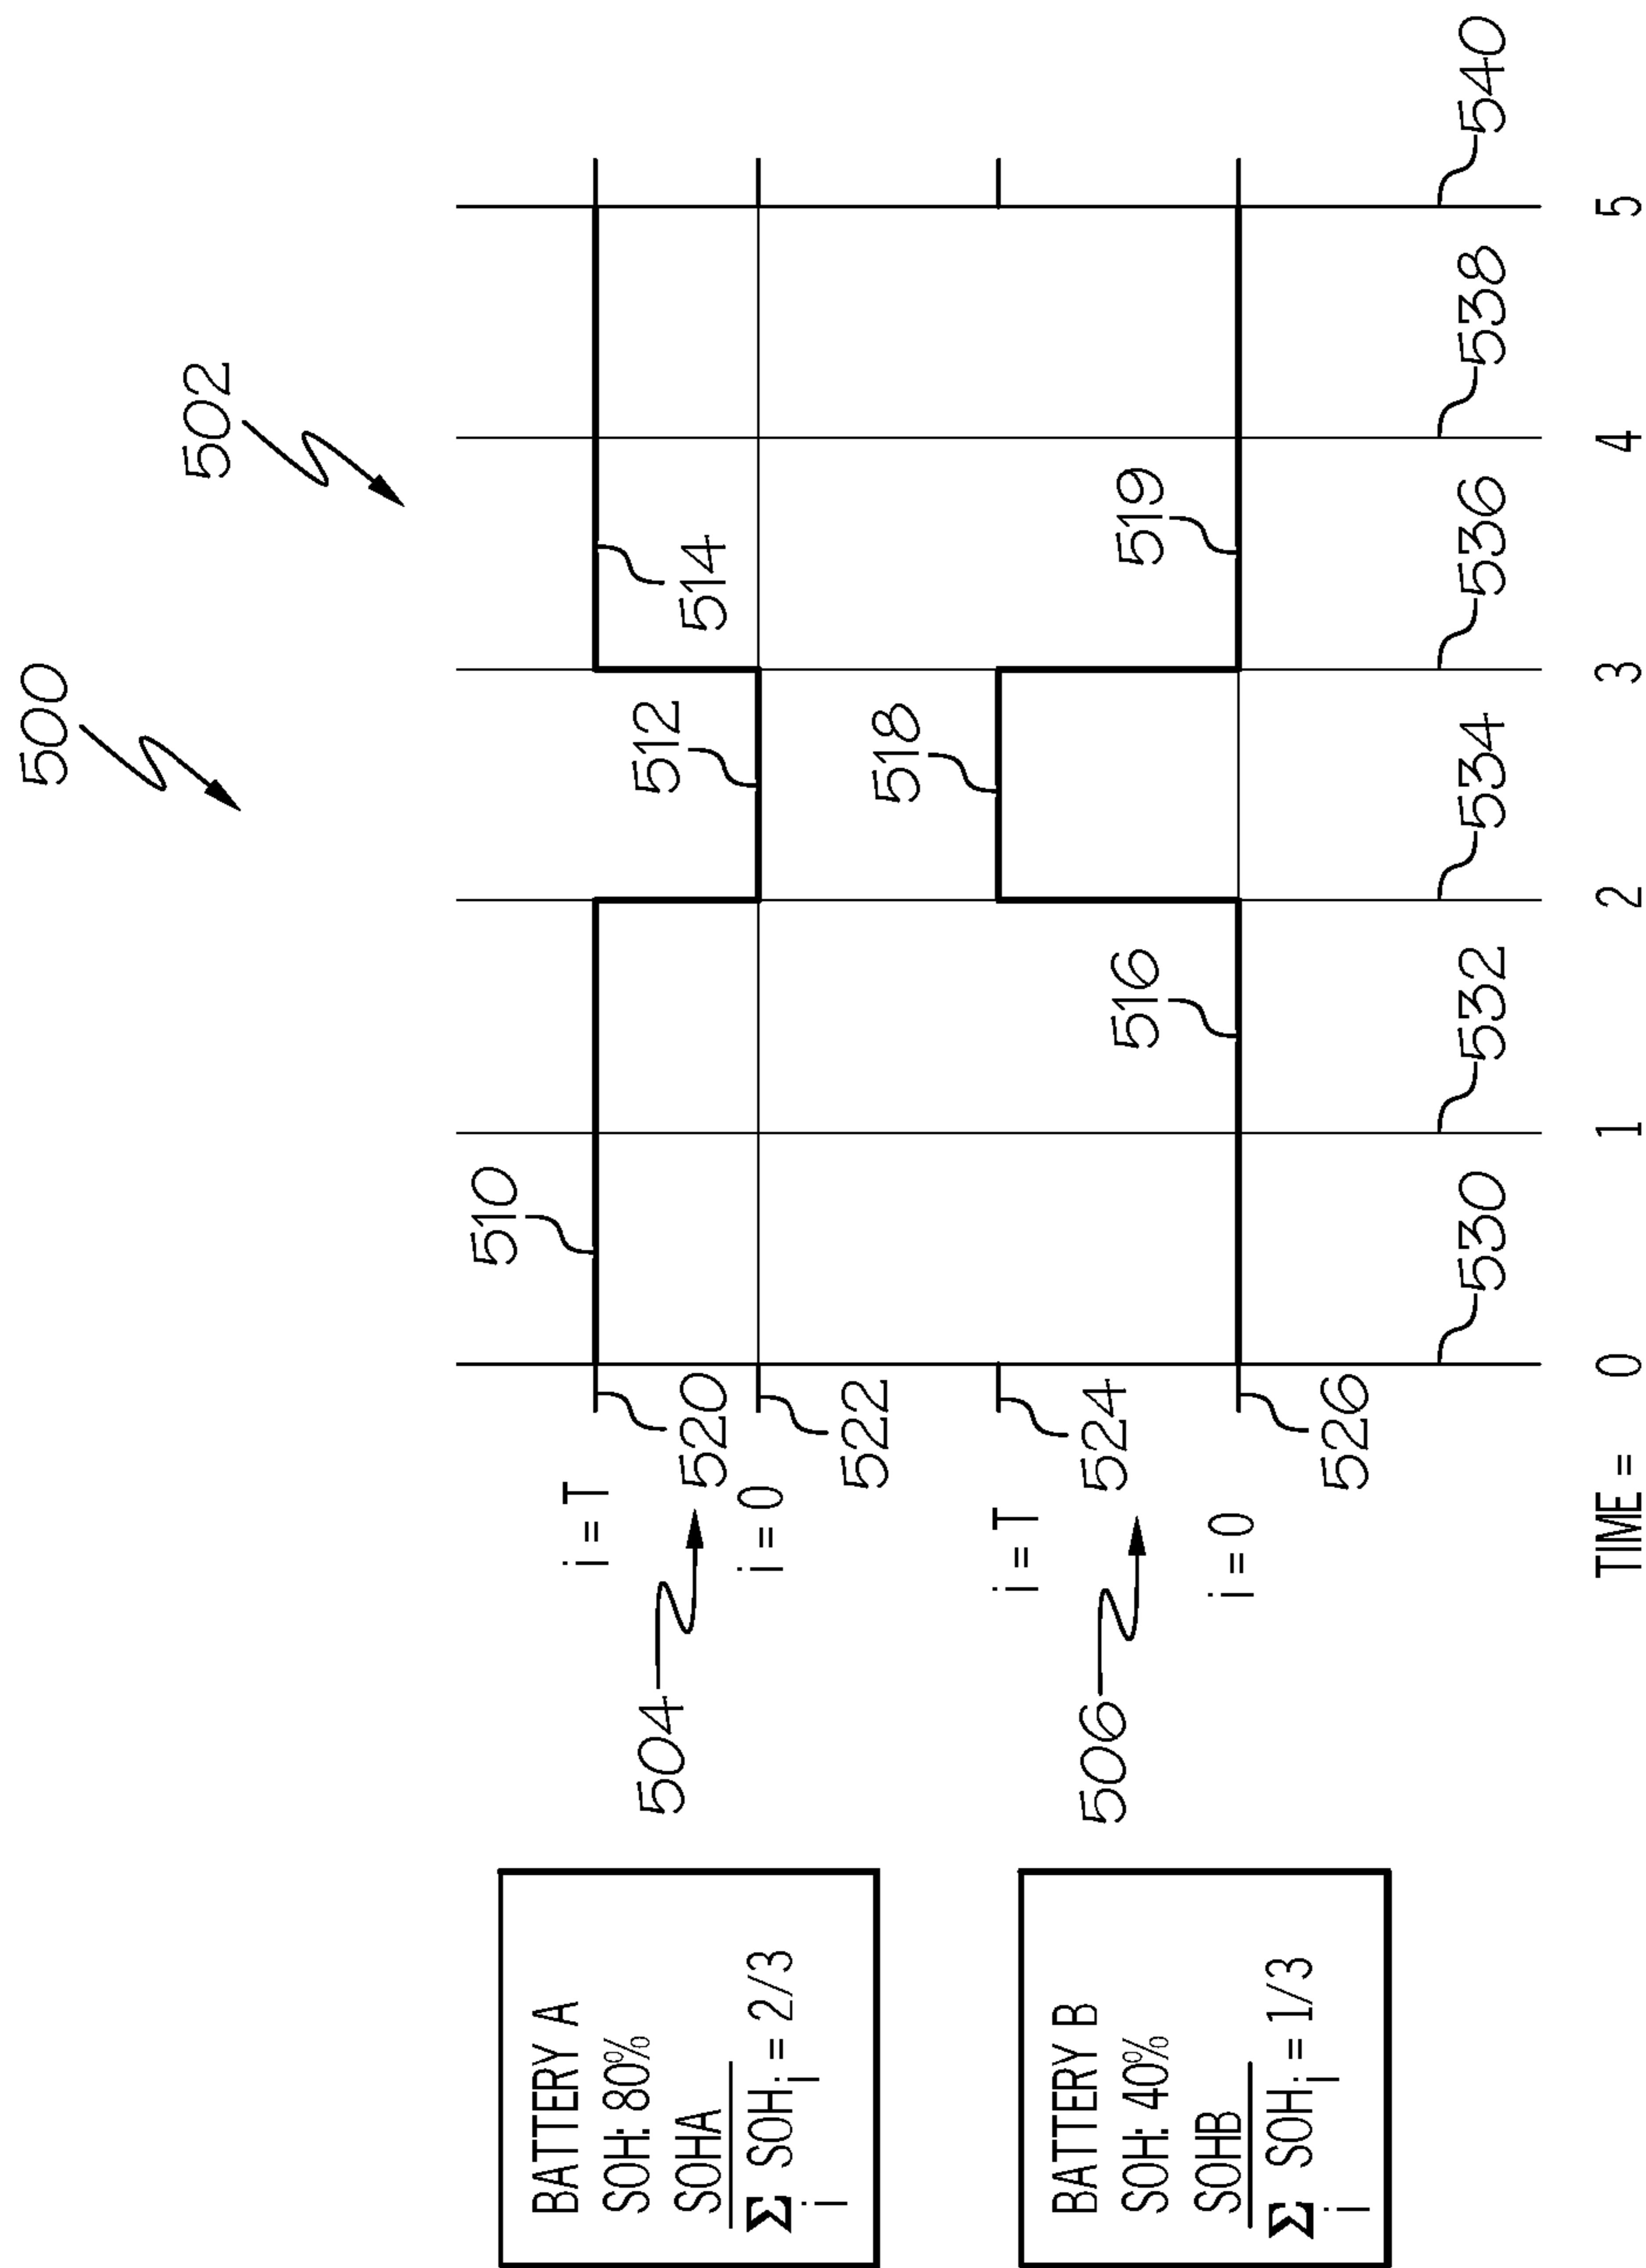 500
502
BATTERY A
SOH: 80%
SOHA
Σ SOHi = 2/3
i
504
i = T
520
i = 0
522
510
512
514
BATTERY B
SOH: 40%
SOHB
Σ SOHi = 1/3
i
506
i = T
524
i = 0
526
516
518
519
530
532
534
536
538
540
TIME = 0 1 2 3 4 5